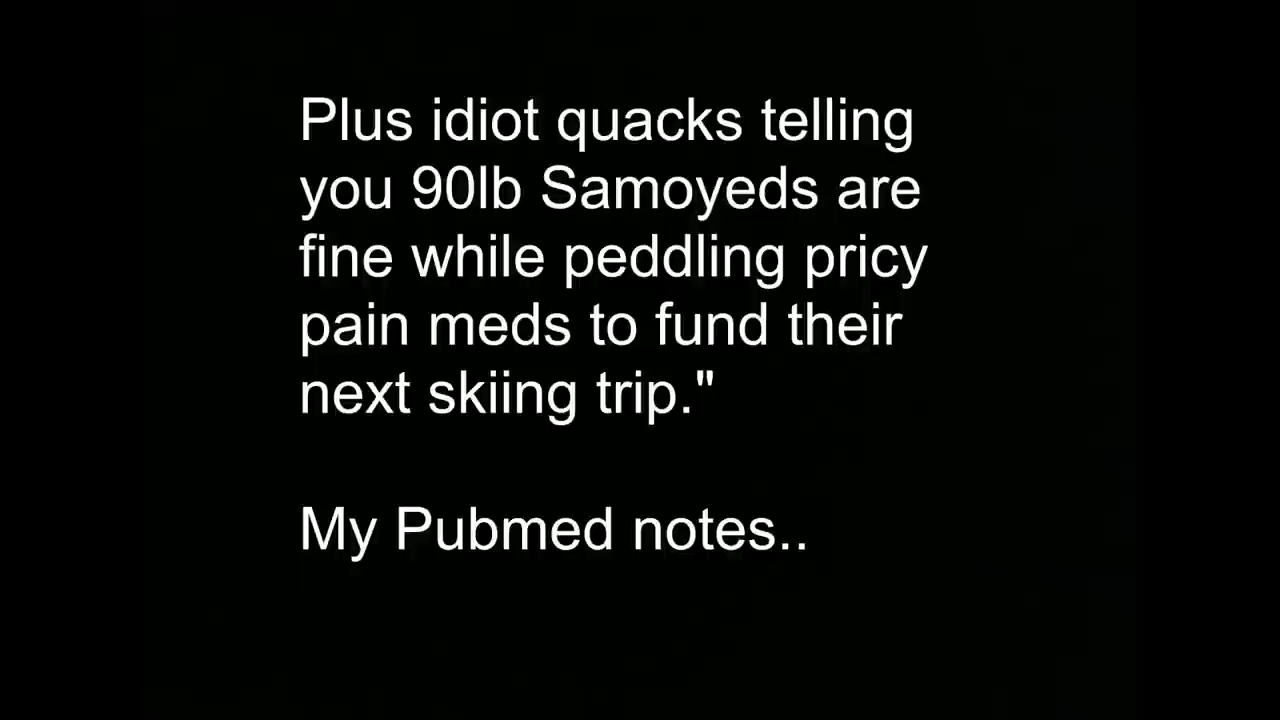 Plus idiot quacks telling
you 90lb Samoyeds are
fine while peddling pricy
pain meds to fund their
next skiing trip."
My Pubmed notes..